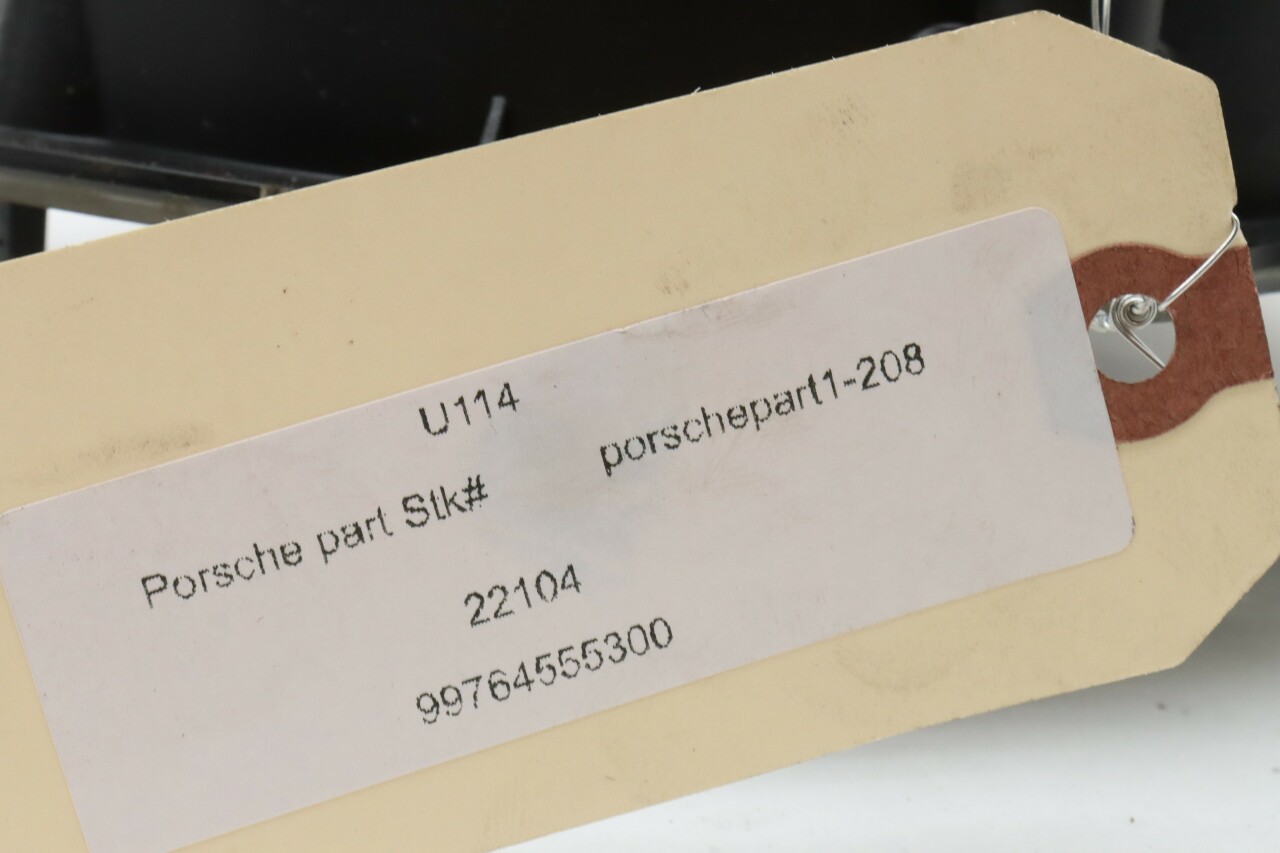 U114
Porsche part Stk# porschepart1-208
22104
99764555300